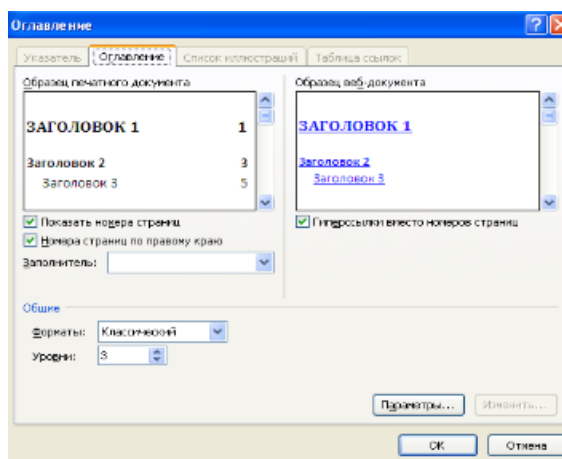 Оглавление
Указатель Оглавление Список иллюстраций Таблица ссылок
Образец печатного документа
Образец веб-документа
ЗАГОЛОВОК 1 1
Заголовок 2 3
Заголовок 3 5
ЗАГОЛОВОК 1
Заголовок 2
Заголовок 3
Показать номера страниц
Номера страниц по правому краю
Заполнитель:
Гиперссылки вместо номеров страниц
Общие
Форматы: Классический
Уровни: 3
Параметры... Изменить...
ОК Отмена